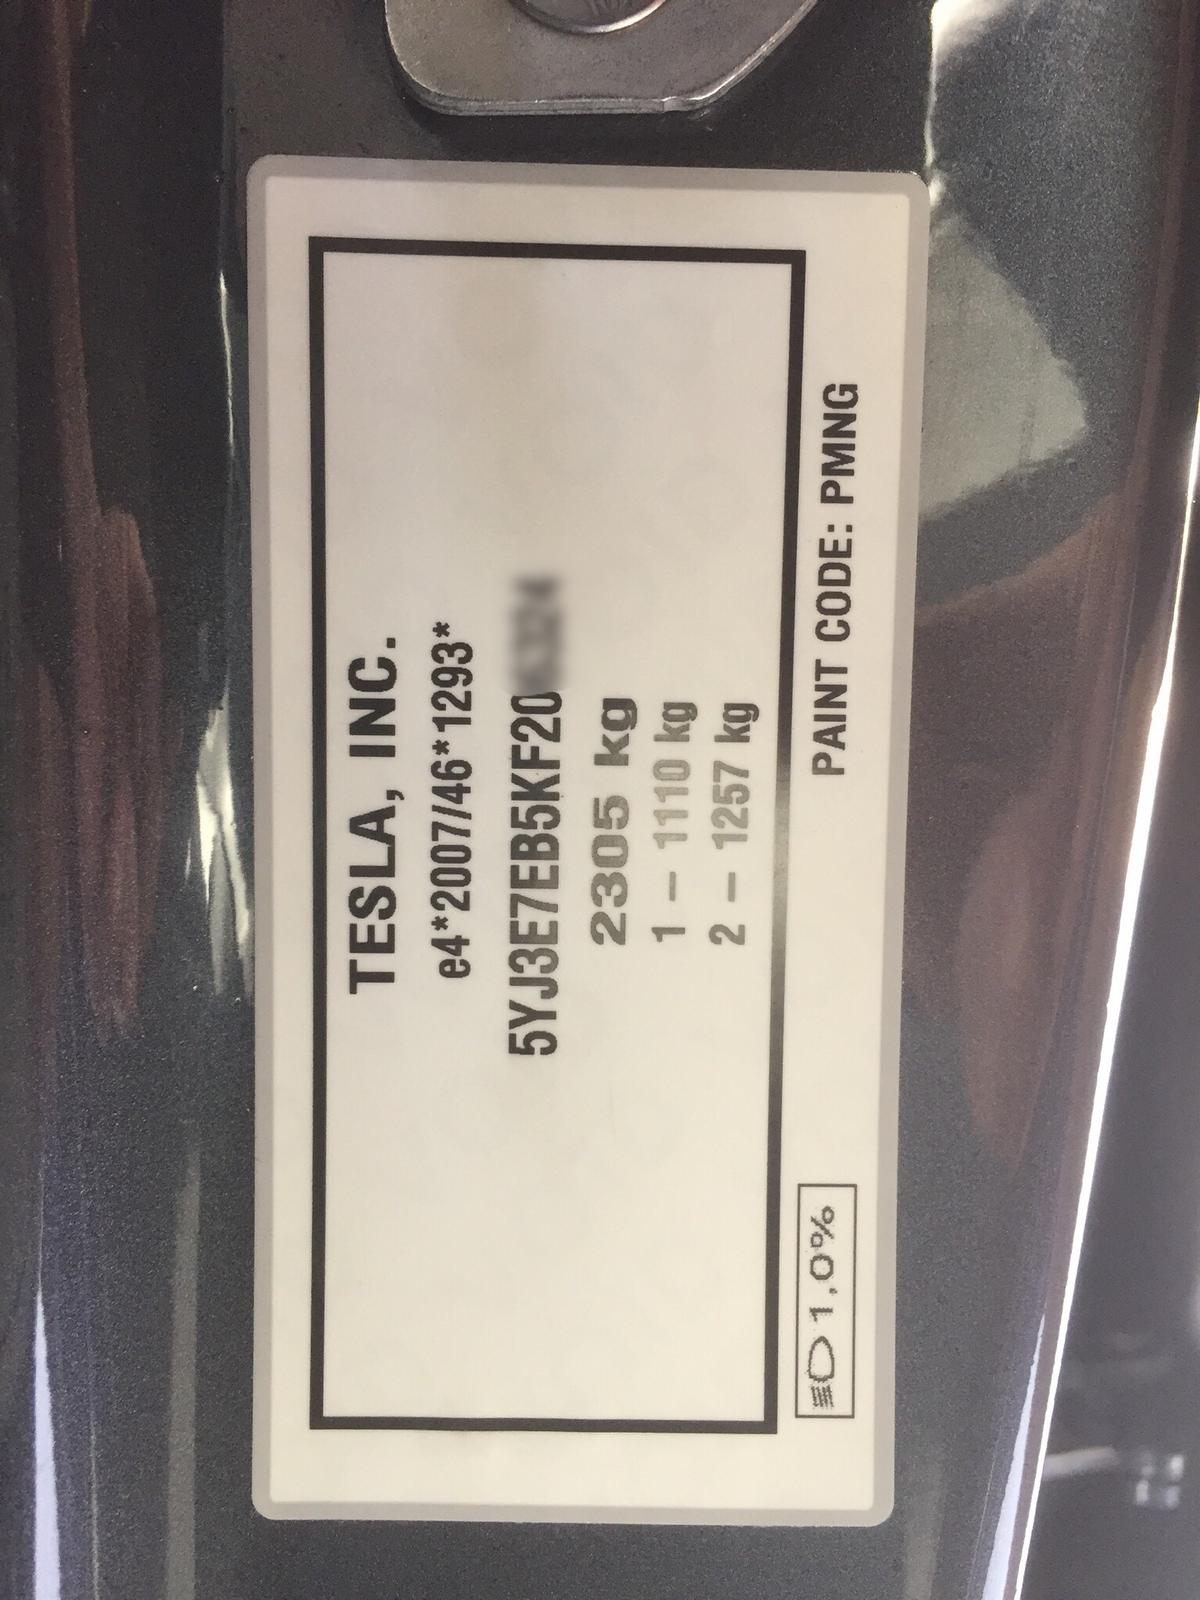 TESLA, INC.
e4*2007/46*1293*
5YJ3E7EB5KF20
2305 kg
1 – 1110 kg
2 – 1257 kg
PAINT CODE: PMNG
1.0%